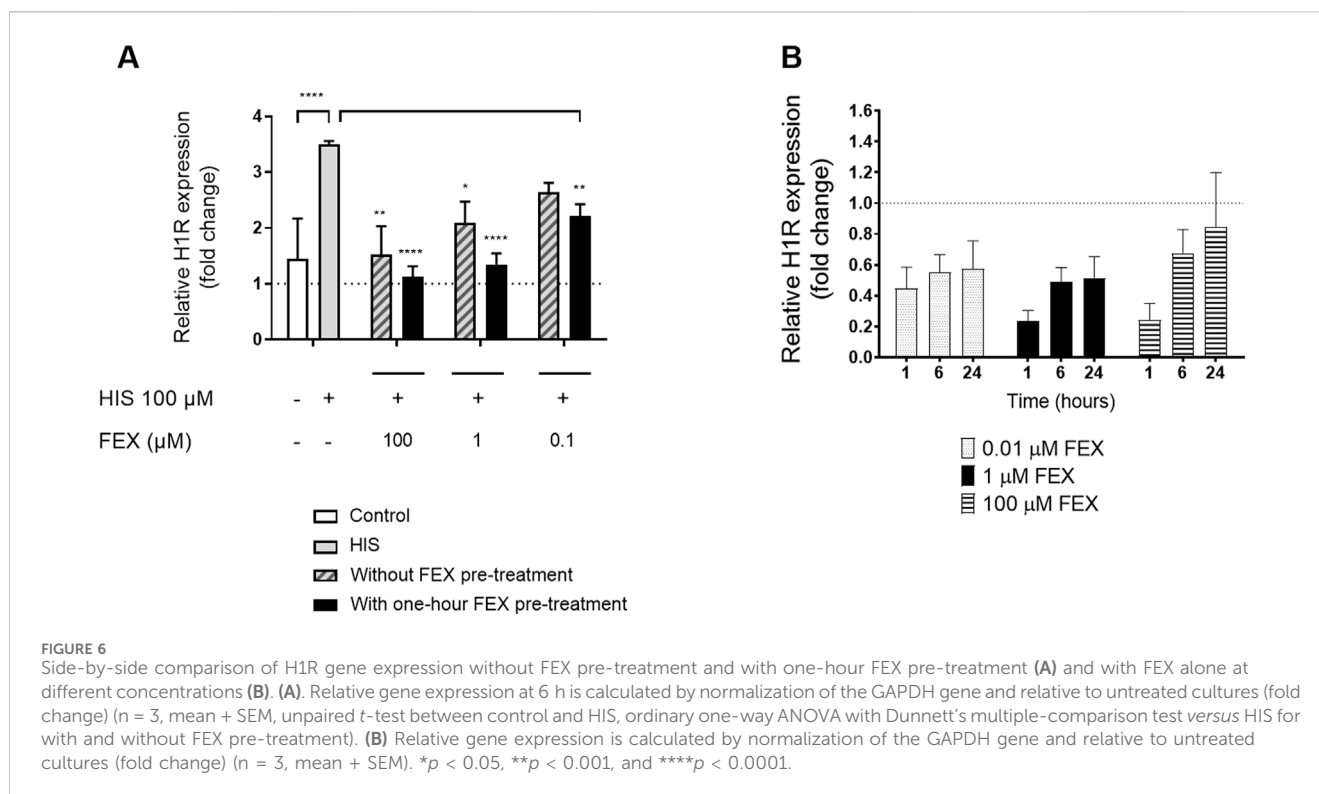 A
****
Relative H1R expression
(fold change)
4
3
2
1
0
**
****
*
****
**
HIS 100 μM - + + + +
FEX (μM) - - 100 1 0.1
Control
HIS
Without FEX pre-treatment
With one-hour FEX pre-treatment
B
Relative H1R expression
(fold change)
1.6
1.4
1.2
1.0
0.8
0.6
0.4
0.2
0.0
1 6 24 1 6 24 1 6 24
Time (hours)
0.01 μM FEX
1 μM FEX
100 μM FEX
FIGURE 6
Side-by-side comparison of H1R gene expression without FEX pre-treatment and with one-hour FEX pre-treatment (A) and with FEX alone at
different concentrations (B). (A). Relative gene expression at 6 h is calculated by normalization of the GAPDH gene and relative to untreated cultures (fold
change) (n = 3, mean + SEM, unpaired t-test between control and HIS, ordinary one-way ANOVA with Dunnett's multiple-comparison test versus HIS for
with and without FEX pre-treatment). (B) Relative gene expression is calculated by normalization of the GAPDH gene and relative to untreated
cultures (fold change) (n = 3, mean + SEM). *p < 0.05, **p < 0.001, and ****p < 0.0001.